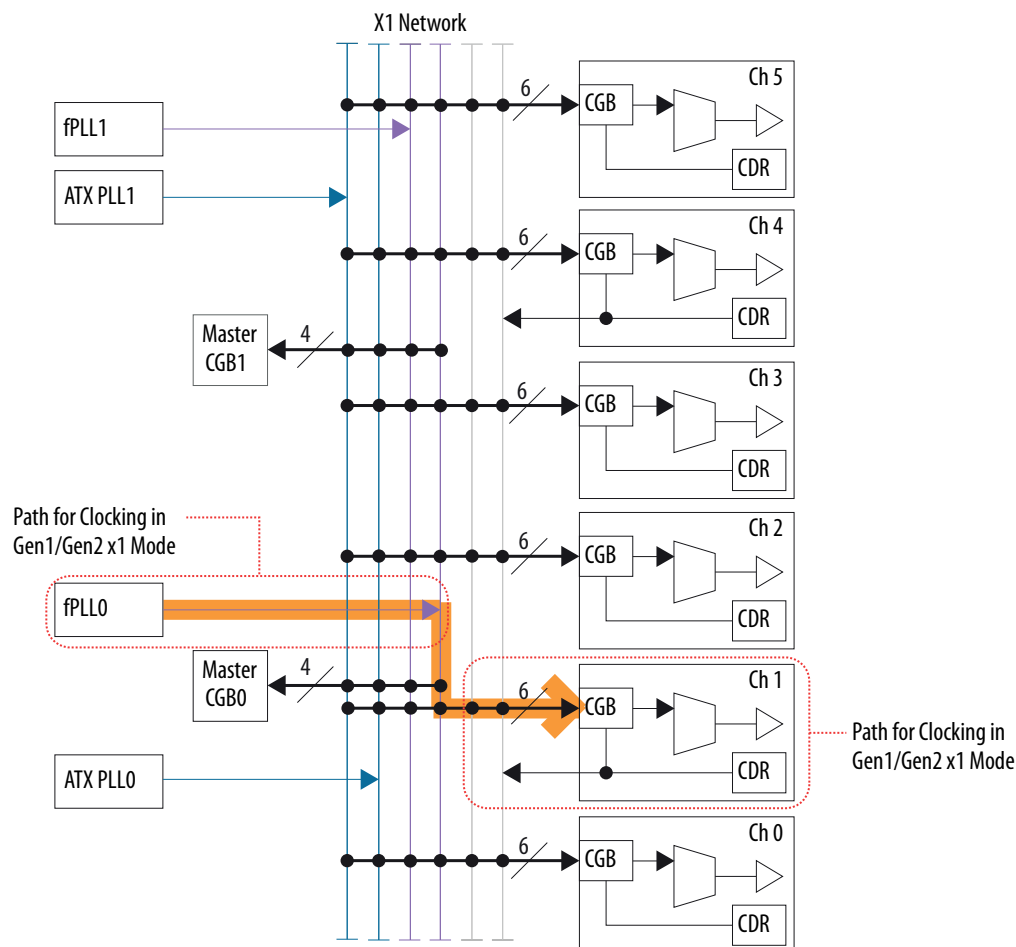 X1 Network
Ch 5
6
CGB
fPLL1
CDR
ATX PLL1
Ch 4
6
CGB
CDR
4
Master
CGB1
Ch 3
6
CGB
CDR
Path for Clocking in
Gen1/Gen2 x1 Mode
Ch 2
6
CGB
fPLL0
CDR
4
Master
CGB0
Ch 1
6
CGB
Path for Clocking in
Gen1/Gen2 x1 Mode
CDR
ATX PLL0
Ch 0
6
CGB
CDR